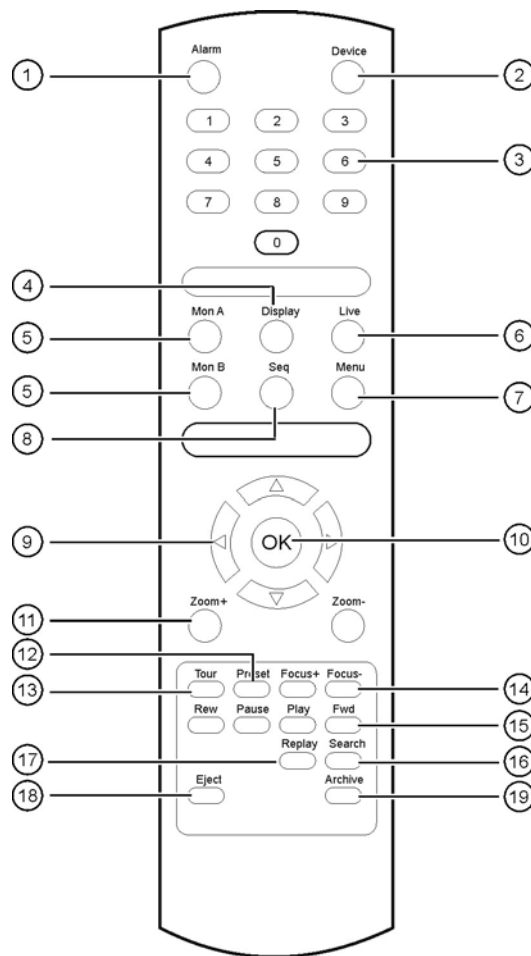 Alarm Device
1 2
1 2 3
4 5 6 3
7 8 9
0
4
Mon A Display Live
5 6
Mon B Seq Menu
5 7
8
9 OK 10
Zoom+ Zoom-
11
12
Tour Preset Focus+ Focus-
13 14
Rew Pause Play Fwd
15
Replay Search
17 16
Eject Archive
18 19